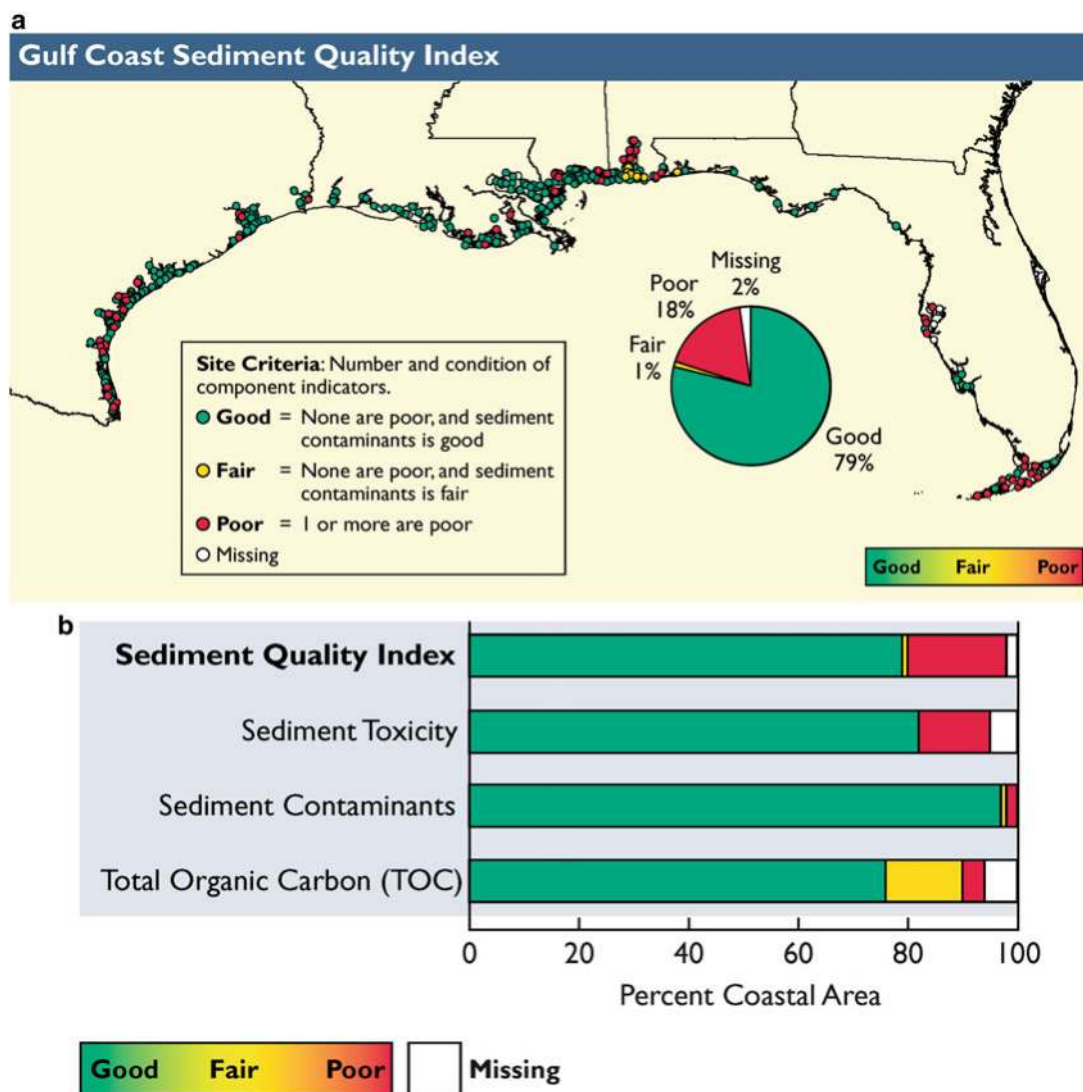 a
Gulf Coast Sediment Quality Index
Missing
2%
Poor
18%
Fair
1%
Good
79%
Site Criteria: Number and condition of
component indicators.
Good = None are poor, and sediment
contaminants is good
Fair = None are poor, and sediment
contaminants is fair
Poor = 1 or more are poor
Missing
Good Fair Poor
b
Sediment Quality Index
Sediment Toxicity
Sediment Contaminants
Total Organic Carbon (TOC)
0 20 40 60 80 100
Percent Coastal Area
Good Fair Poor Missing